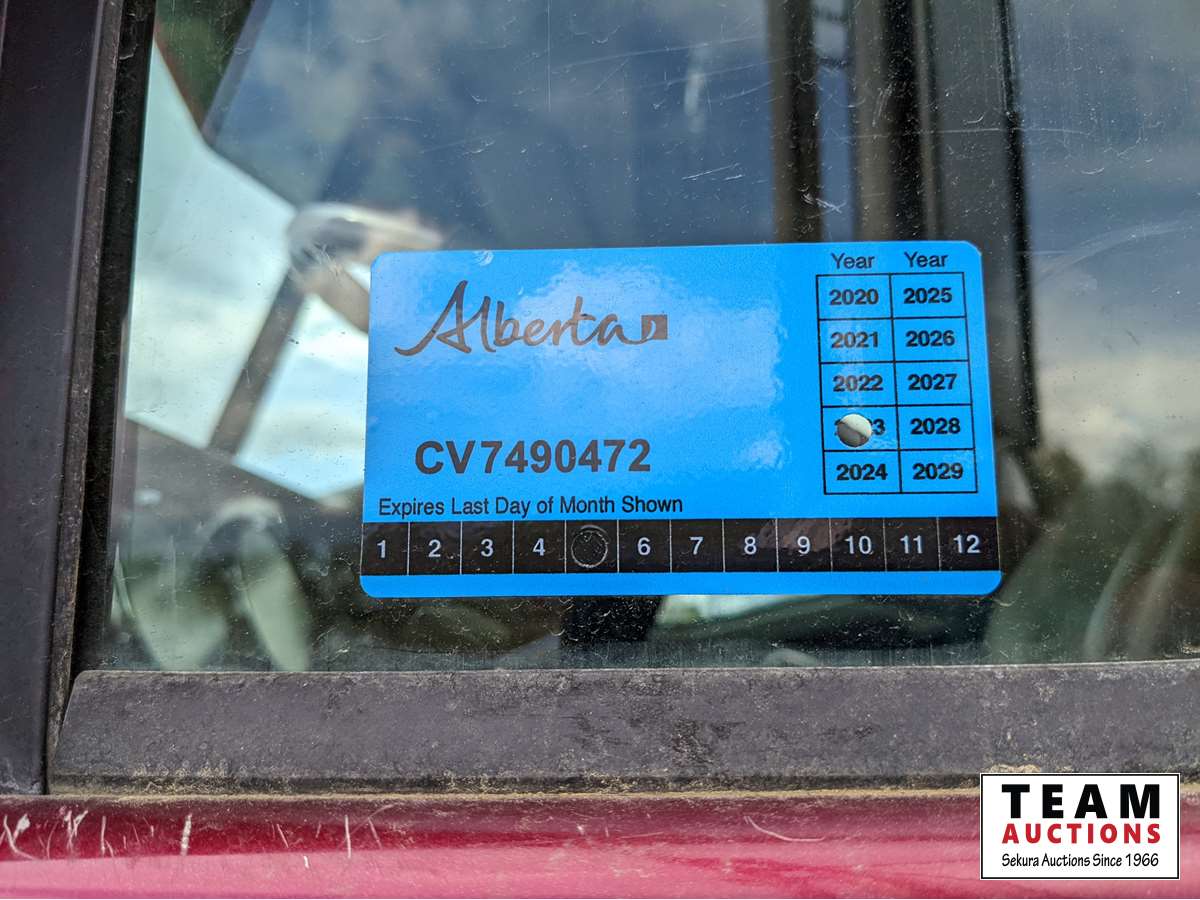 Alberta
Year Year
2020 2025
2021 2026
2022 2027
2028
2024 2029
CV7490472
Expires Last Day of Month Shown
1 2 3 4 6 7 8 9 10 11 12
TEAM
AUCTIONS
Sekura Auctions Since 1966